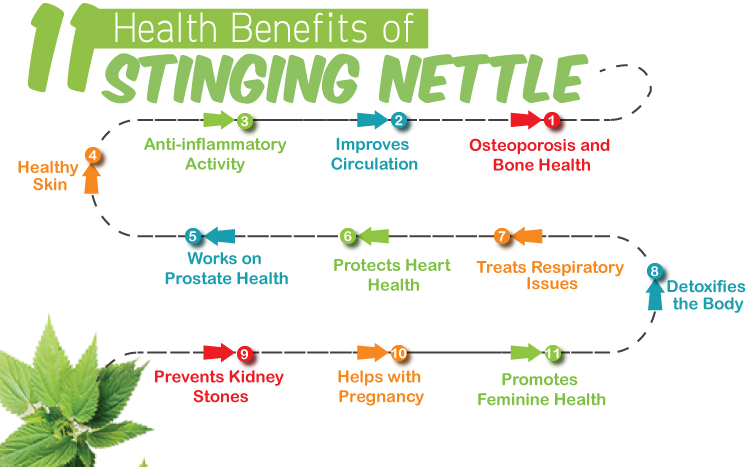 11 Health Benefits of
STINGING NETTLE
3
2
1
Anti-inflammatory
Activity
Improves
Circulation
Osteoporosis and
Bone Health
4
Healthy
Skin
5
6
7
Works on
Prostate Health
Protects Heart
Health
Treats Respiratory
Issues
8
Detoxifies
the Body
9
10
11
Prevents Kidney
Stones
Helps with
Pregnancy
Promotes
Feminine Health